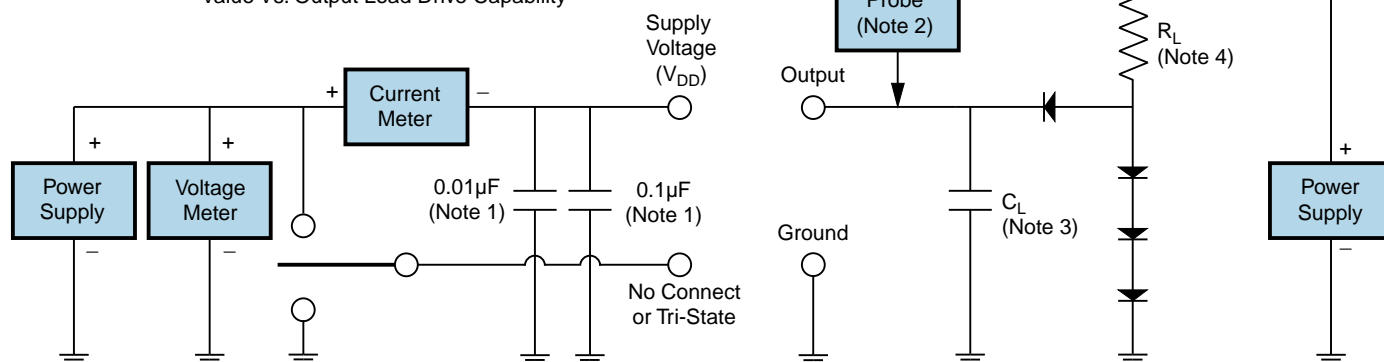 Value Vs. Output Load Drive Capability
Supply
Voltage
(VDD)
Probe
(Note 2)
RL
(Note 4)
Output
+
Current
Meter
−
+
Power
Supply
−
+
Voltage
Meter
−
0.01µF
(Note 1)
0.1µF
(Note 1)
CL
(Note 3)
Ground
No Connect
or Tri-State
+
Power
Supply
−